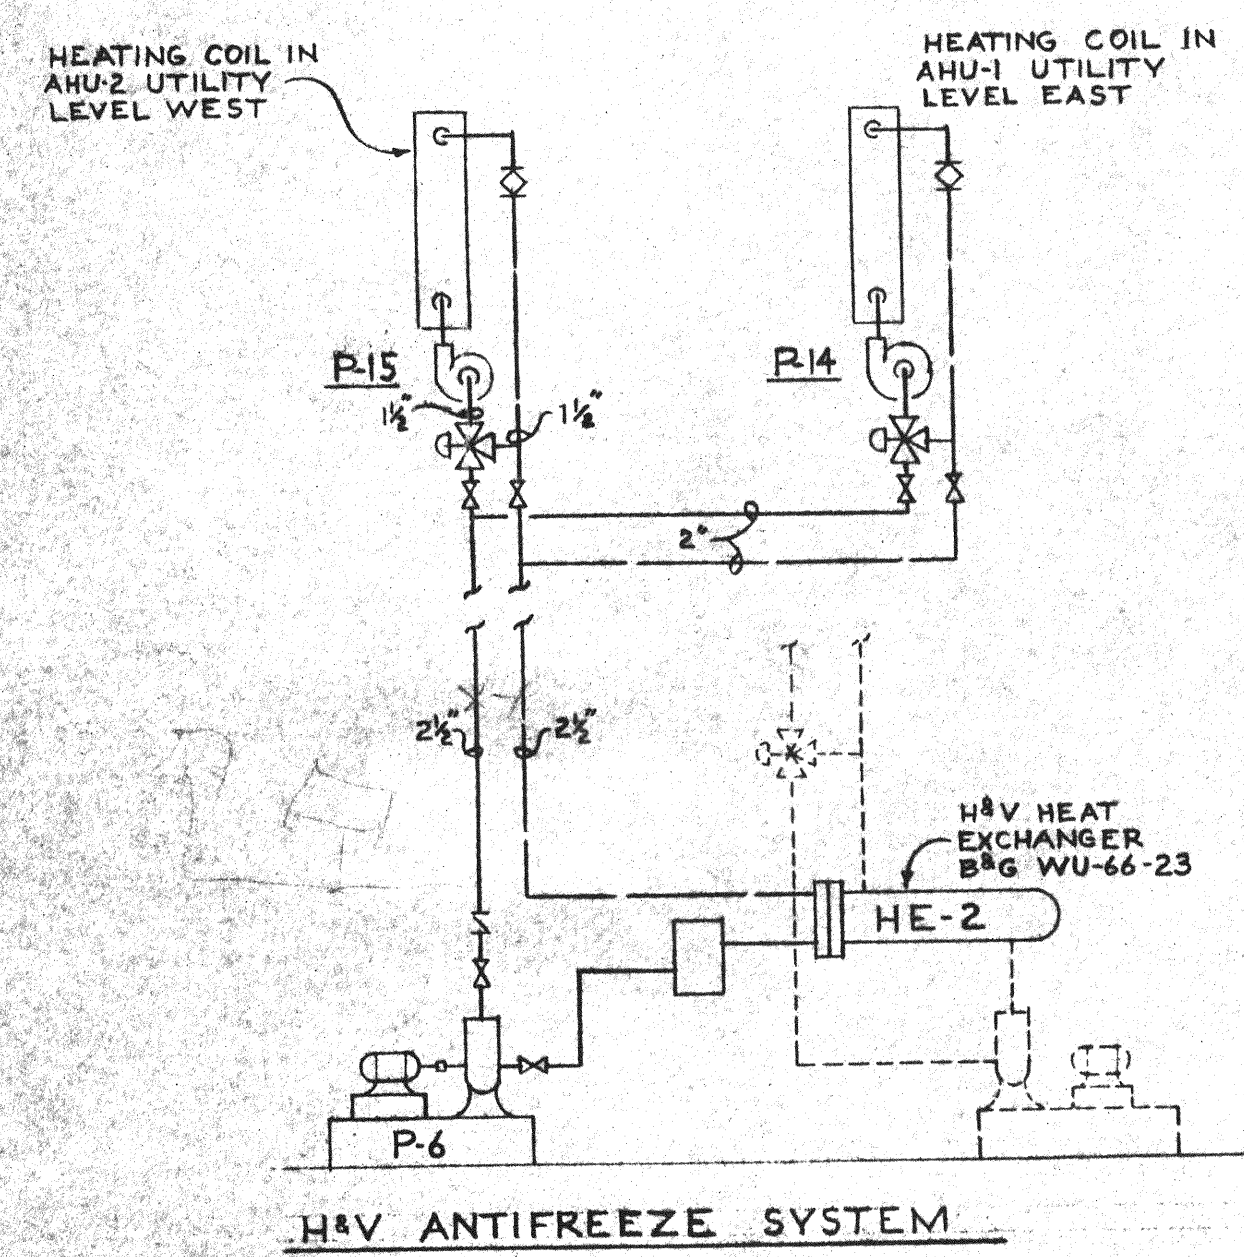 HEATING COIL IN
AHU-2 UTILITY
LEVEL WEST
HEATING COIL IN
AHU-1 UTILITY
LEVEL EAST
P-15
P-14
1½"
1½"
2"
2½"
2½"
H&V HEAT
EXCHANGER
B&G WU-66-23
HE-2
P-6
H&V ANTIFREEZE SYSTEM